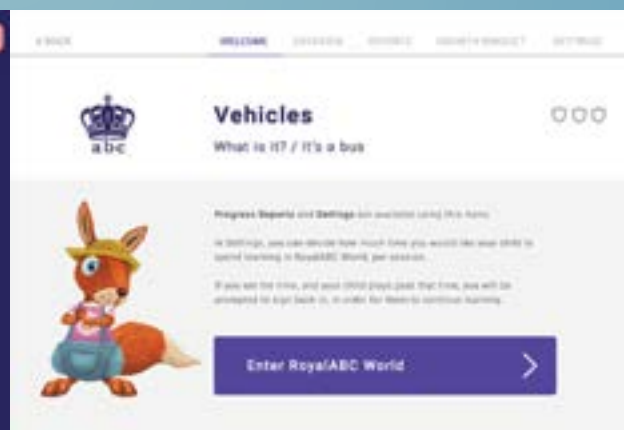 < BACK
WELCOME OVERVIEW REPORTS GROWTH MINDSET SETTINGS
abc
Vehicles
What is it? / It's a bus
Progress Reports and Settings are available using this menu.
In Settings, you can decide how much time you would like your child to
spend learning in RoyalABC World, per session.
If you set the time, and your child plays past that time, you will be
prompted to sign back in, in order for them to continue learning.
Enter RoyalABC World